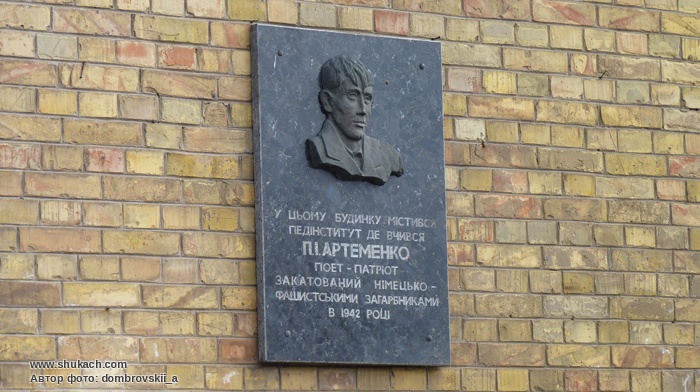 У ЦЬОМУ БУДИНКУ МІСТИВСЯ
ПЕДІНСТИТУТ ДЕ ВЧИВСЯ
П.І.АРТЕМЕНКО
ПОЕТ - ПАТРІОТ
ЗАКАТОВАНИЙ НІМЕЦЬКО-
ФАШИСТСЬКИМИ ЗАГАРБНИКАМИ
В 1942 РОЦІ
www.shukach.com
Автор фото: dombrovskii_a